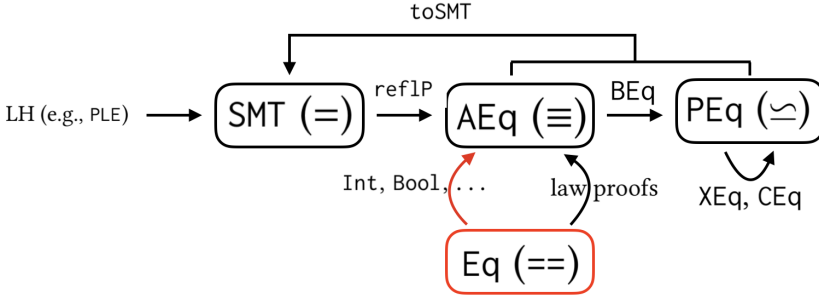 toSMT
LH (e.g., PLE)
SMT (=)
reflP
AEq (≡)
BEq
PEq (≃)
Int, Bool, ...
law proofs
XEq, CEq
Eq (==)